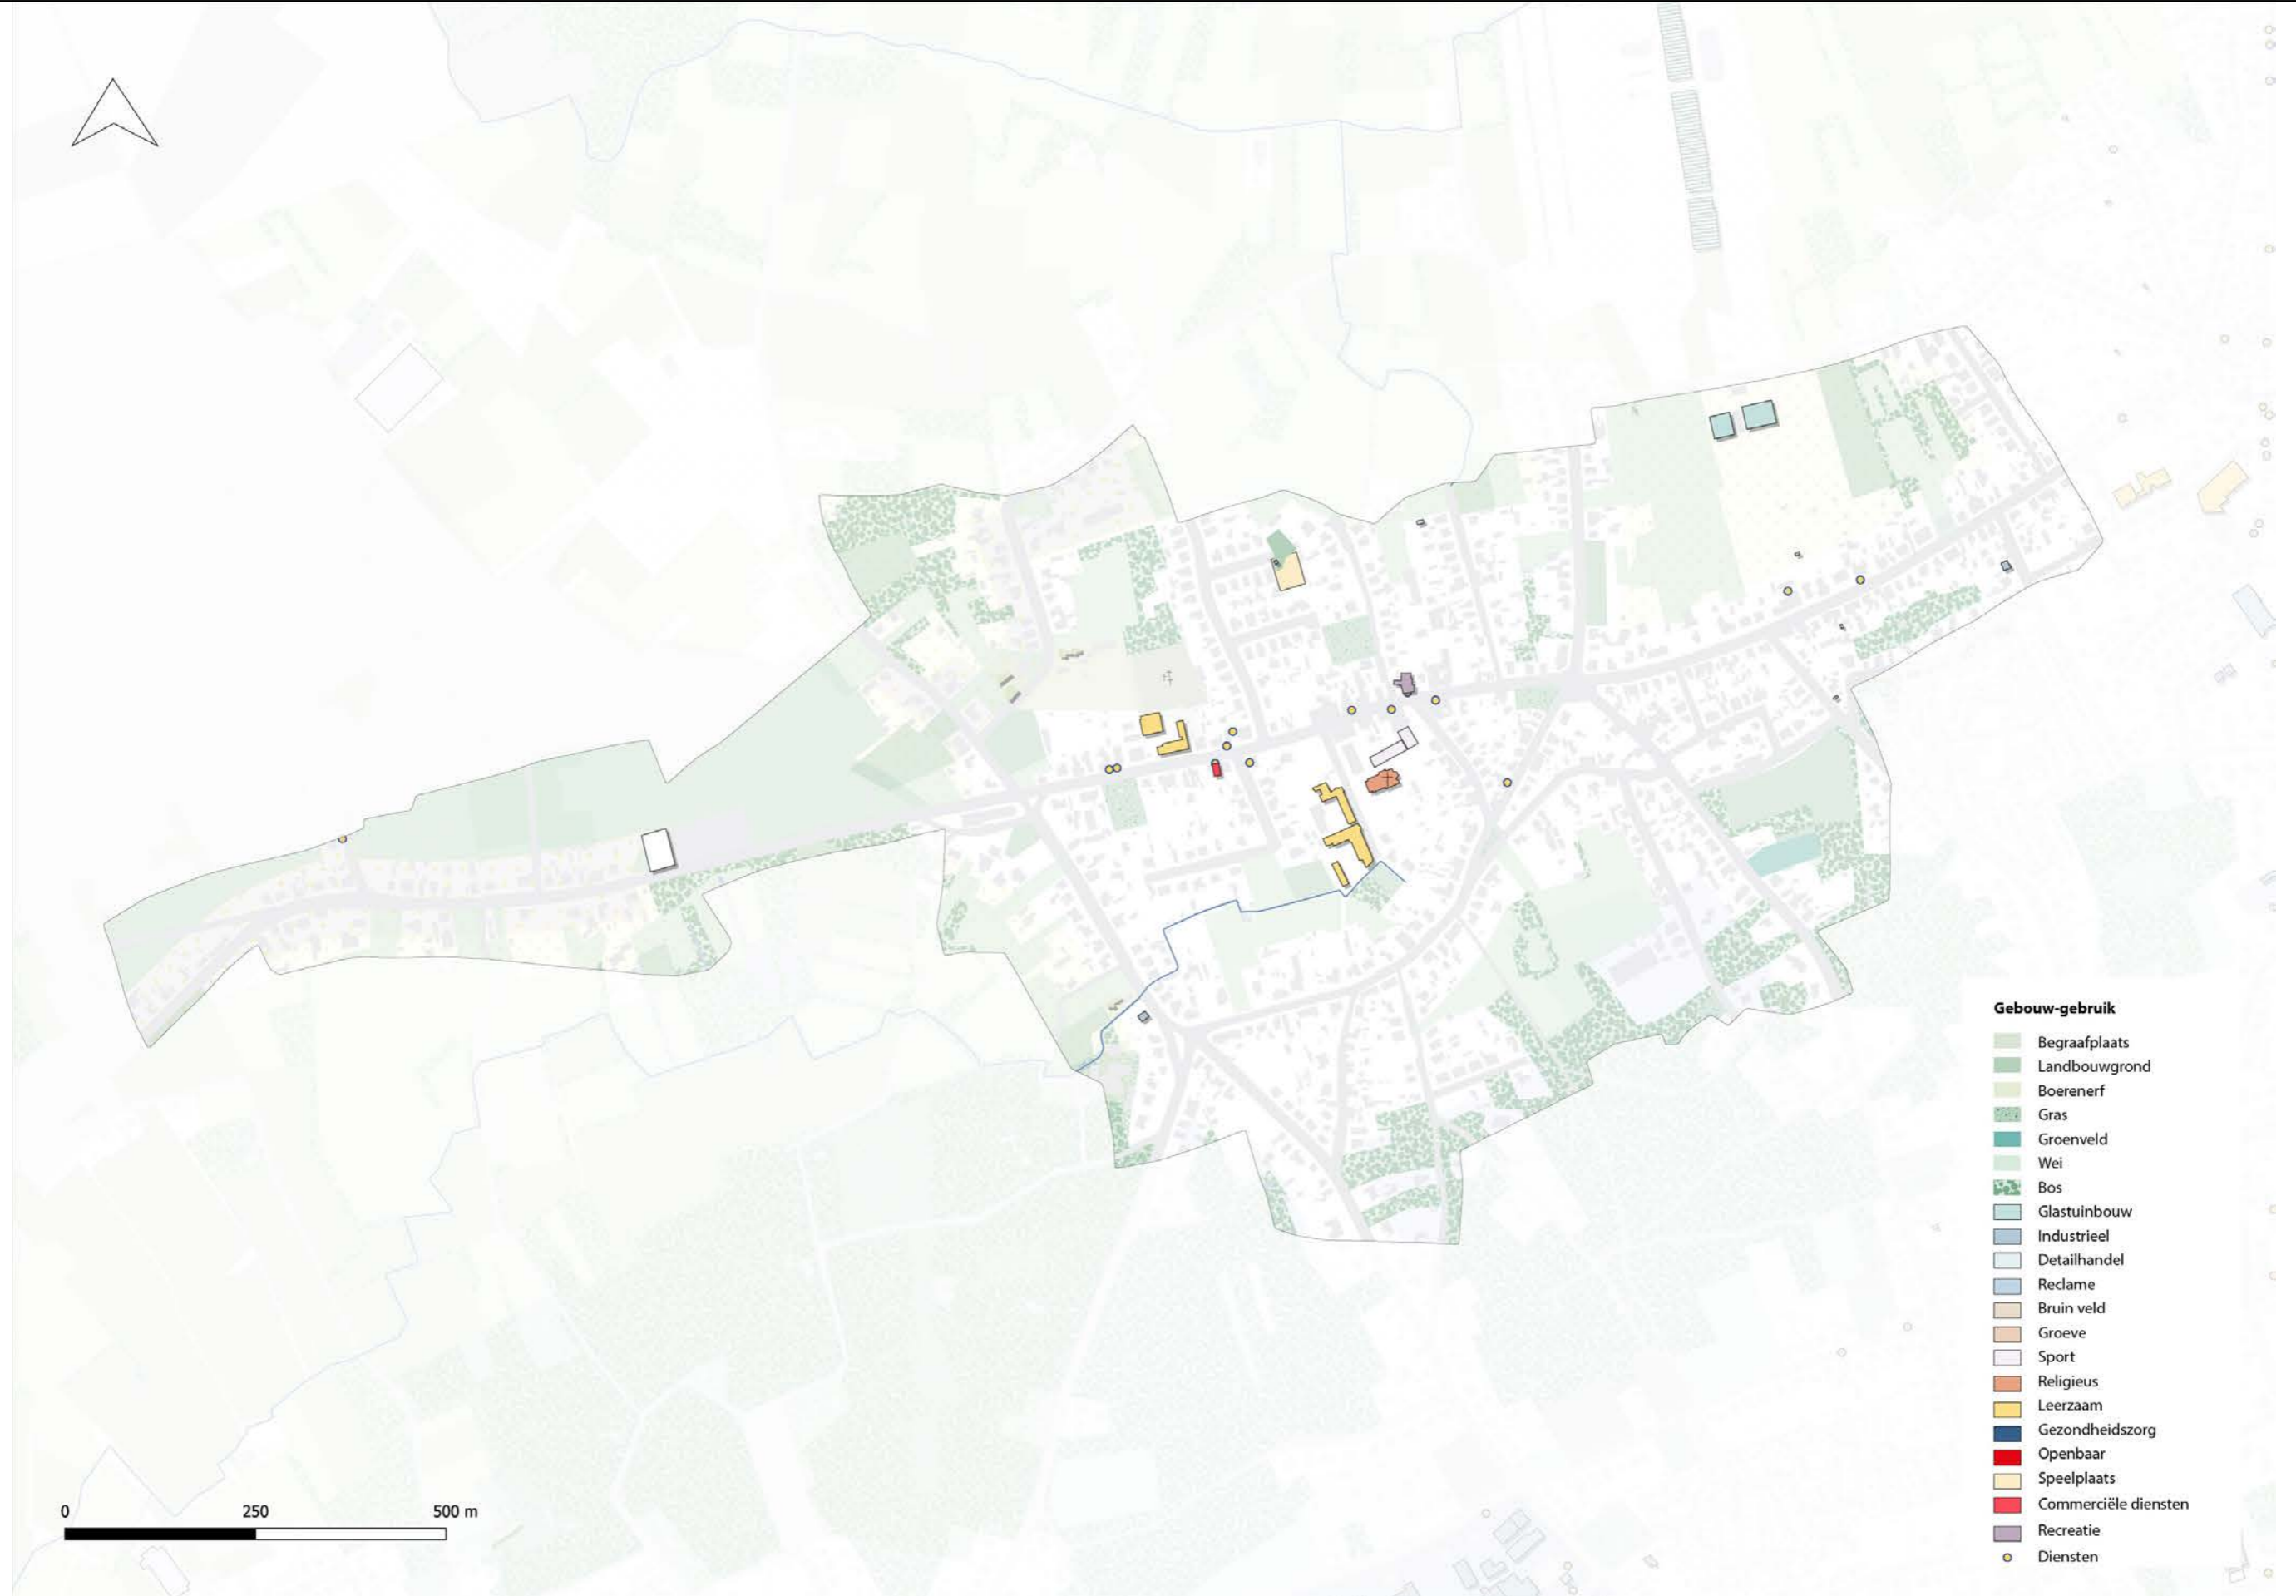 Gebouw-gebruik
Begraafplaats
Landbouwgrond
Boerenerf
Gras
Groenveld
Wei
Bos
Glastuinbouw
Industrieel
Detailhandel
Reclame
Bruin veld
Groeve
Sport
Religieus
Leerzaam
Gezondheidszorg
Openbaar
Speelplaats
Commerciële diensten
Recreatie
Diensten
0 250 500 m